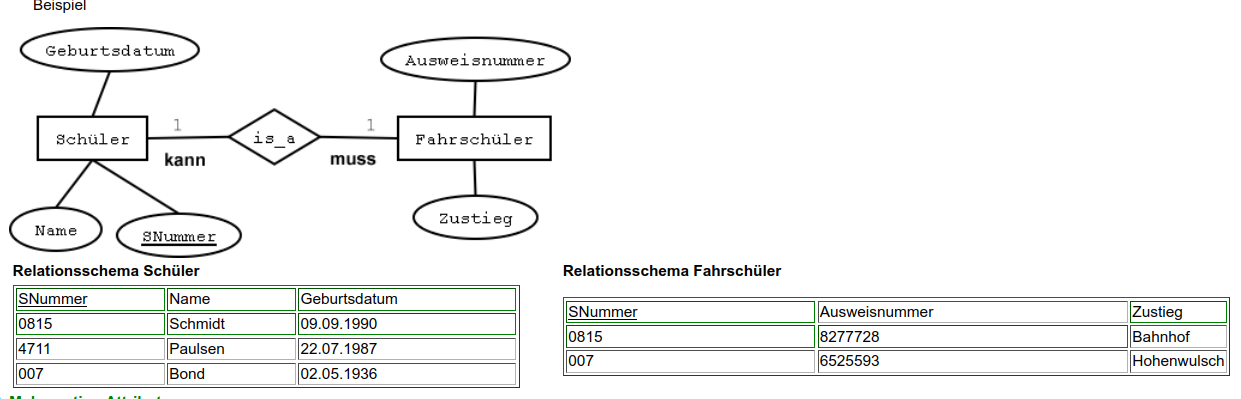 Beispiel
Geburtsdatum
Ausweisnummer
Schüler
1
kann
is_a
1
muss
Fahrschüler
Name
SNummer
Zustieg
Relationsschema Schüler
SNummer Name Geburtsdatum
0815 Schmidt 09.09.1990
4711 Paulsen 22.07.1987
007 Bond 02.05.1936
Relationsschema Fahrschüler
SNummer Ausweisnummer Zustieg
0815 8277728 Bahnhof
007 6525593 Hohenwulsch